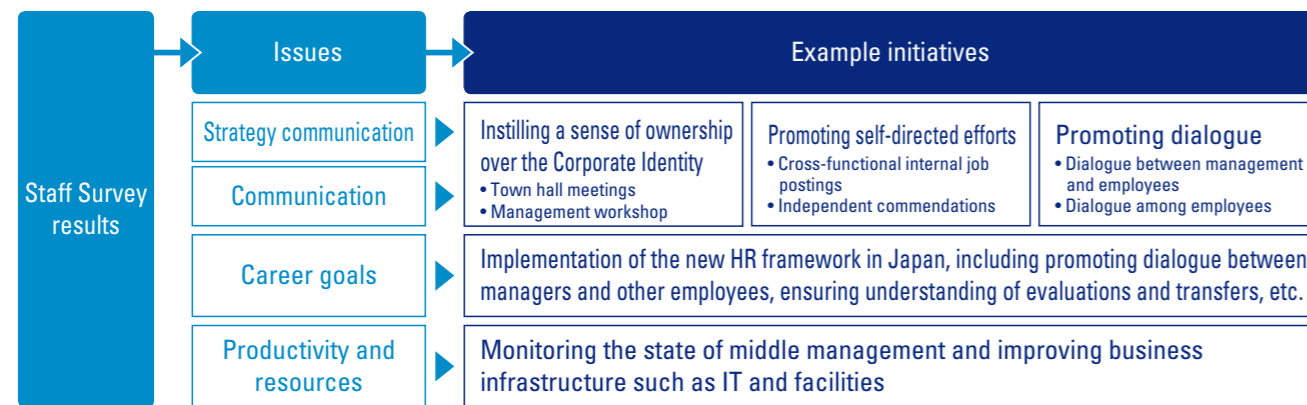 Staff Survey
results
Issues
Example initiatives
Strategy communication
Communication
Instilling a sense of ownership
over the Corporate Identity
• Town hall meetings
• Management workshop
Promoting self-directed efforts
• Cross-functional internal job
postings
• Independent commendations
Promoting dialogue
• Dialogue between management
and employees
• Dialogue among employees
Career goals
Implementation of the new HR framework in Japan, including promoting dialogue between
managers and other employees, ensuring understanding of evaluations and transfers, etc.
Productivity and
resources
Monitoring the state of middle management and improving business
infrastructure such as IT and facilities